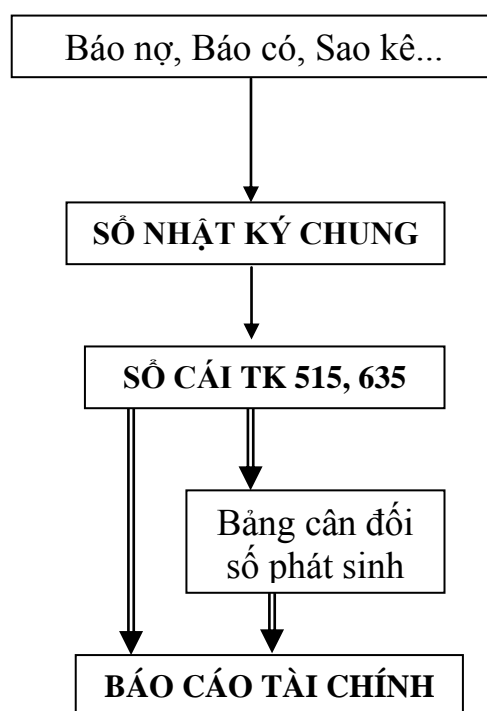 Báo nợ, Báo có, Sao kê...
SỔ NHẬT KÝ CHUNG
SỔ CÁI TK 515, 635
Bảng cân đối
số phát sinh
BÁO CÁO TÀI CHÍNH